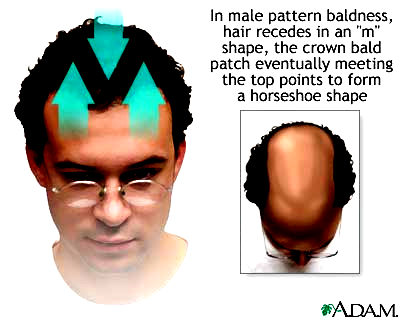 In male pattern baldness,
hair recedes in an "m"
shape, the crown bald
patch eventually meeting
the top points to form
a horseshoe shape
A.D.A.M.